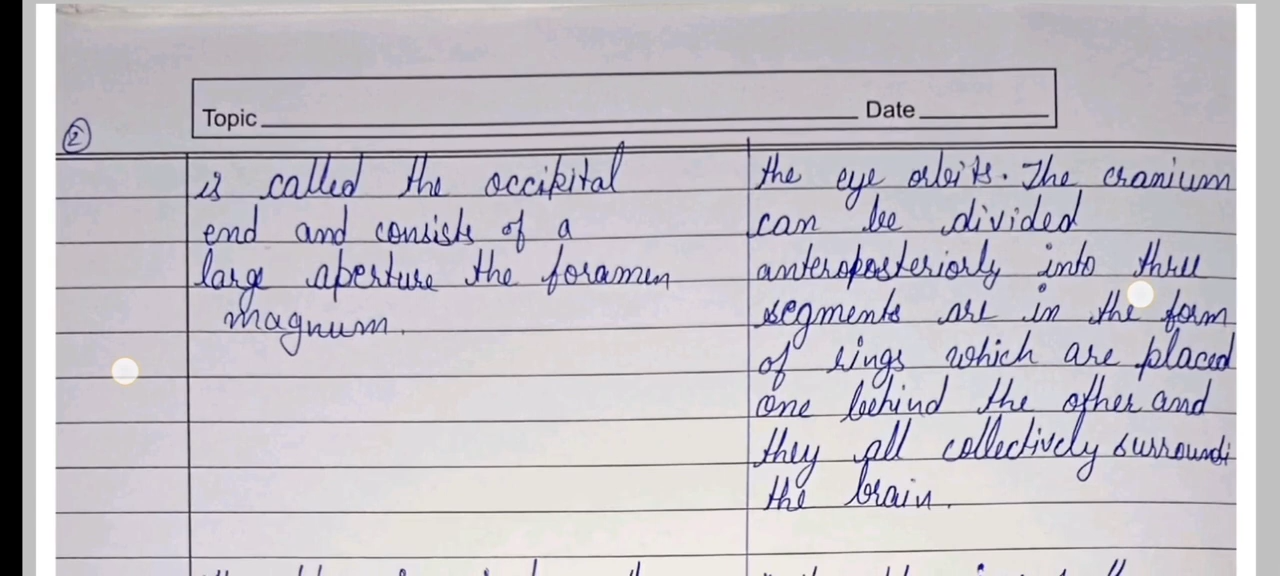 Topic Date
②
is called the occipital
end and consists of a
large aperture the foramen
magnum.
the eye orbits. The cranium
can be divided
anteroposteriorly into three
segments are in the form
of rings which are placed
one behind the other and
they all collectively surroundi
the brain.